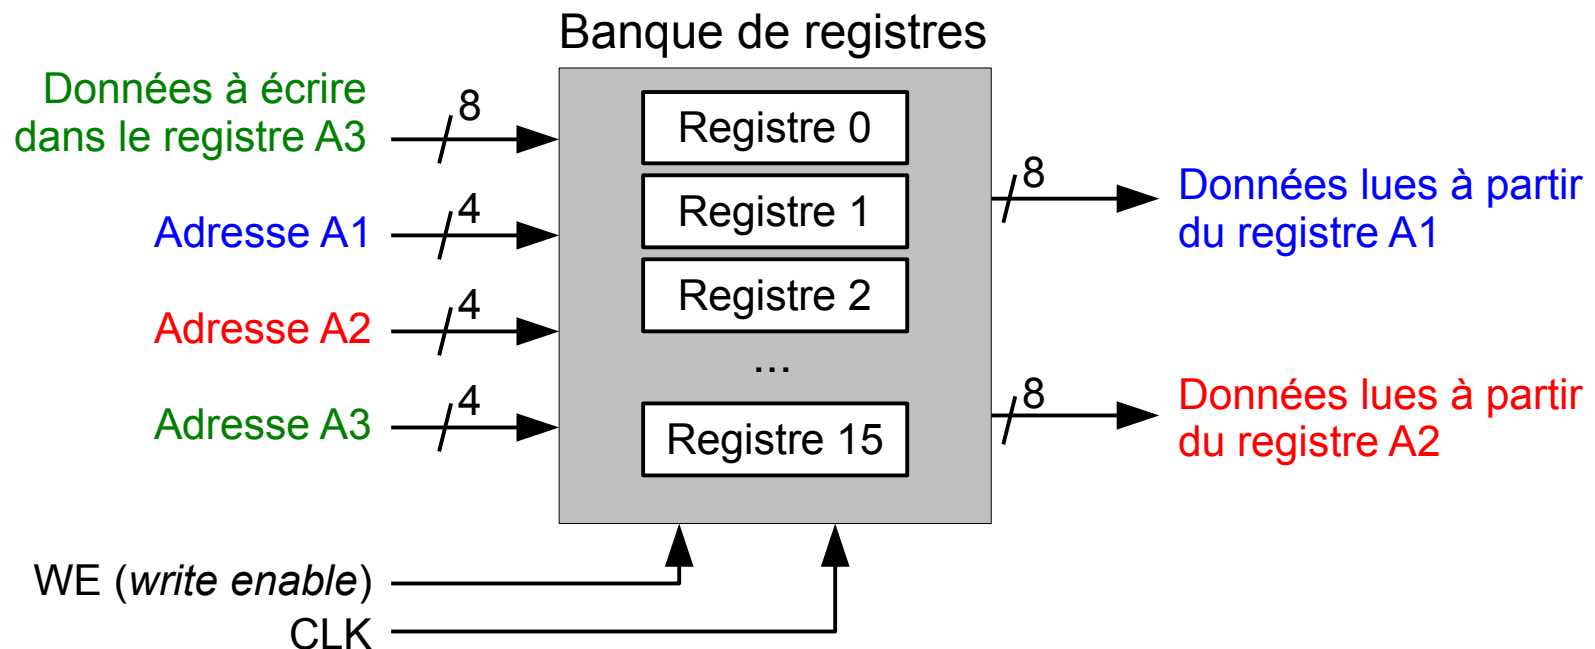 Banque de registres
Données à écrire
dans le registre A3
8
Adresse A1
4
Adresse A2
4
Adresse A3
4
Registre 0
Registre 1
Registre 2
...
Registre 15
8
Données lues à partir
du registre A1
8
Données lues à partir
du registre A2
WE (write enable)
CLK